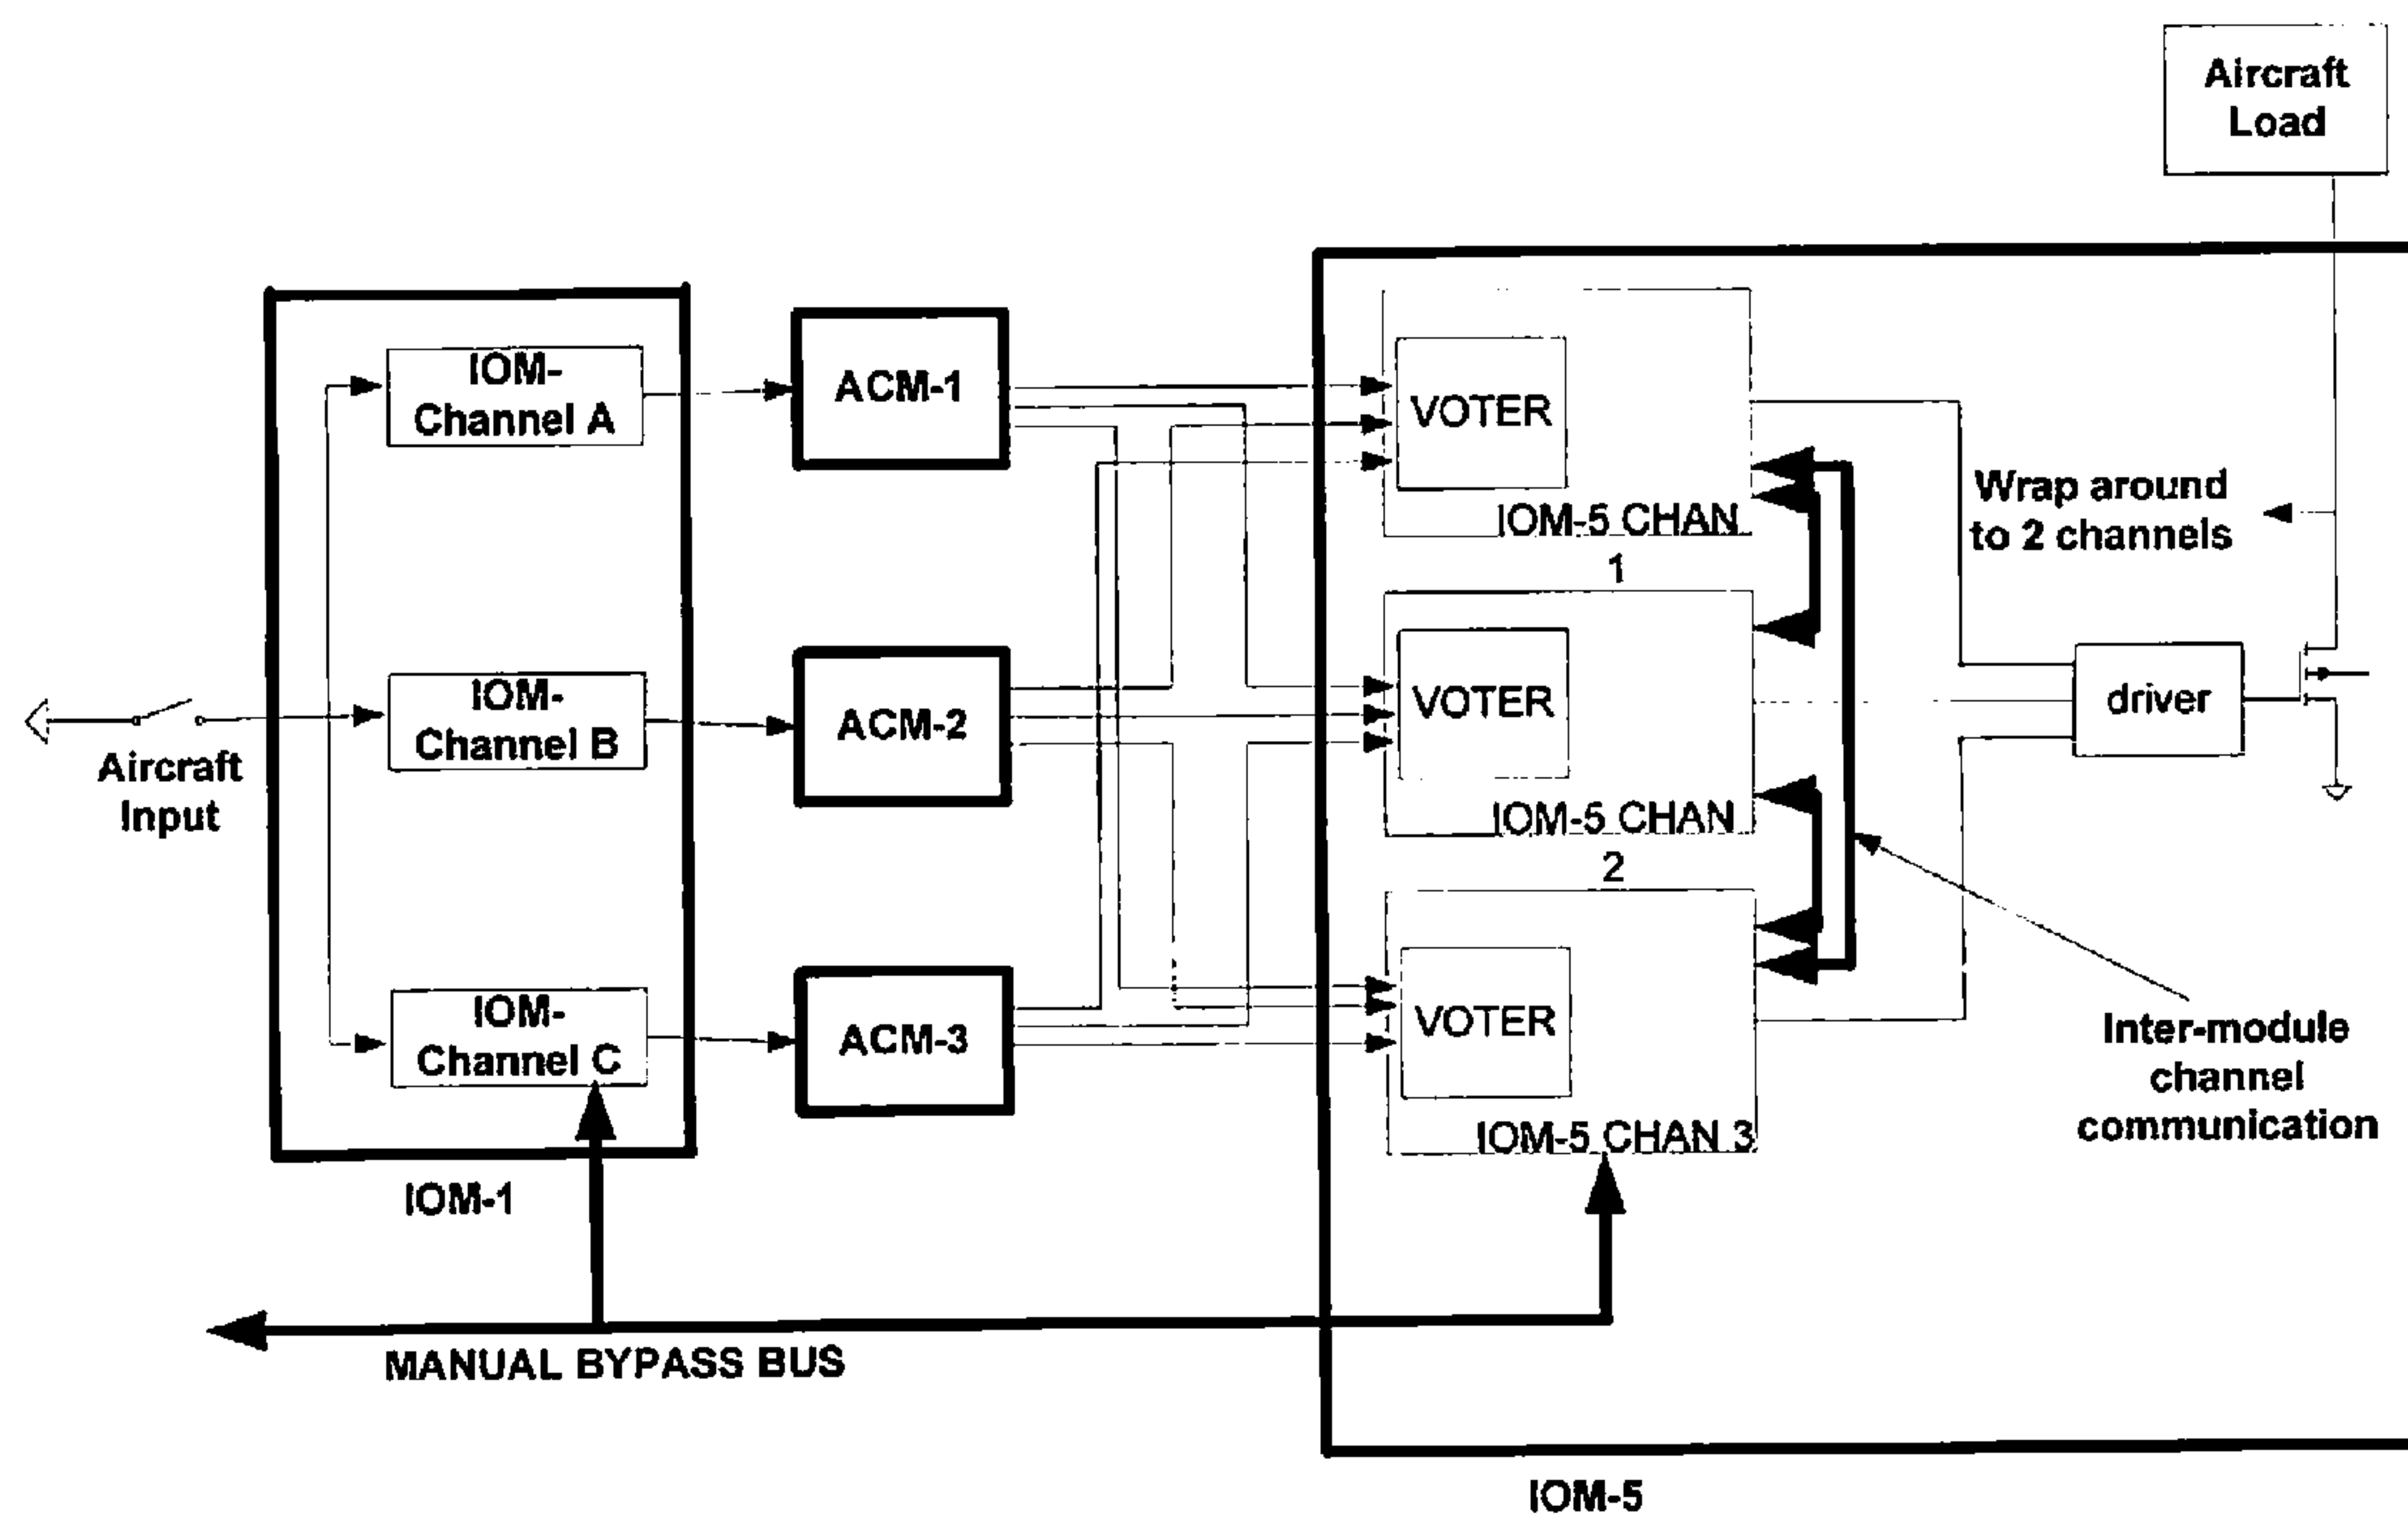 Aircraft
Load
IOM-
Channel A
ACM-1
VOTER
IOM-5 CHAN
1
Wrap around
to 2 channels
IOM-
Channel B
ACM-2
VOTER
IOM-5 CHAN
2
driver
Aircraft
Input
IOM-
Channel C
ACM-3
VOTER
IOM-5 CHAN 3
Inter-module
channel
communication
IOM-1
MANUAL BYPASS BUS
IOM-5